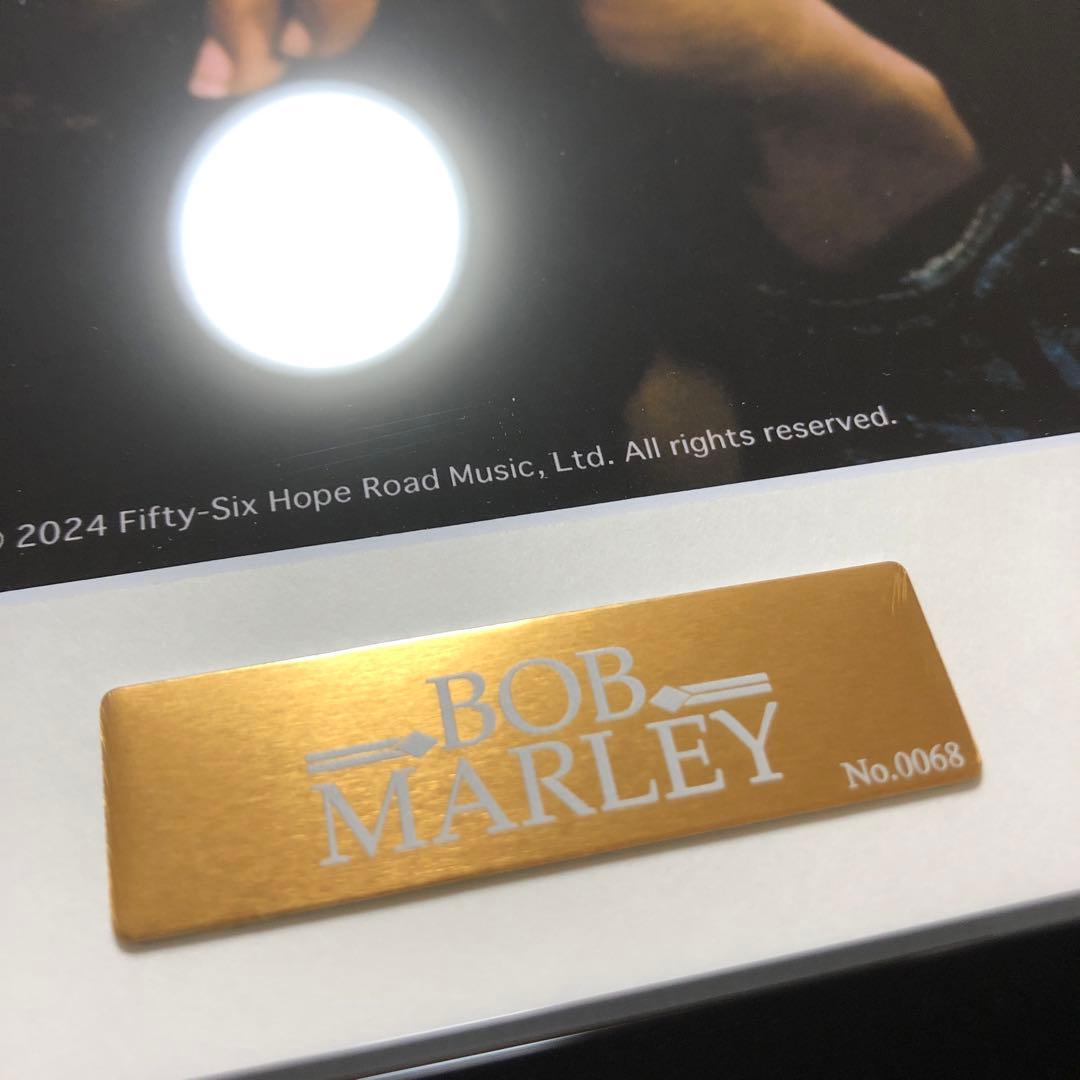 © 2024 Fifty-Six Hope Road Music, Ltd. All rights reserved.
BOB
MARLEY
No.0068